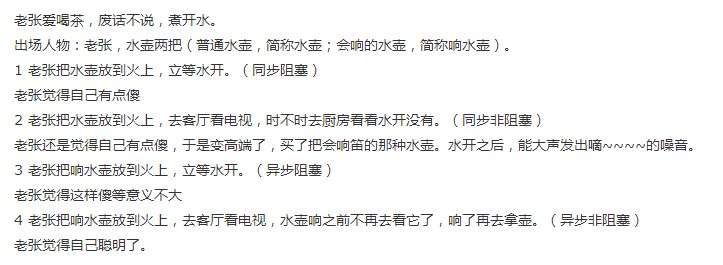 老张爱喝茶，废话不说，煮开水。
出场人物：老张，水壶两把（普通水壶，简称水壶；会响的水壶，简称响水壶）。
1 老张把水壶放到火上，立等水开。（同步阻塞）
老张觉得自己有点傻
2 老张把水壶放到火上，去客厅看电视，时不时去厨房看看水开没有。（同步非阻塞）
老张还是觉得自己有点傻，于是变高端了，买了把会响笛的那种水壶。水开之后，能大声发出嘀~~~~的噪音。
3 老张把响水壶放到火上，立等水开。（异步阻塞）
老张觉得这样傻等意义不大
4 老张把响水壶放到火上，去客厅看电视，水壶响之前不再去看它了，响了再去拿壶。（异步非阻塞）
老张觉得自己聪明了。